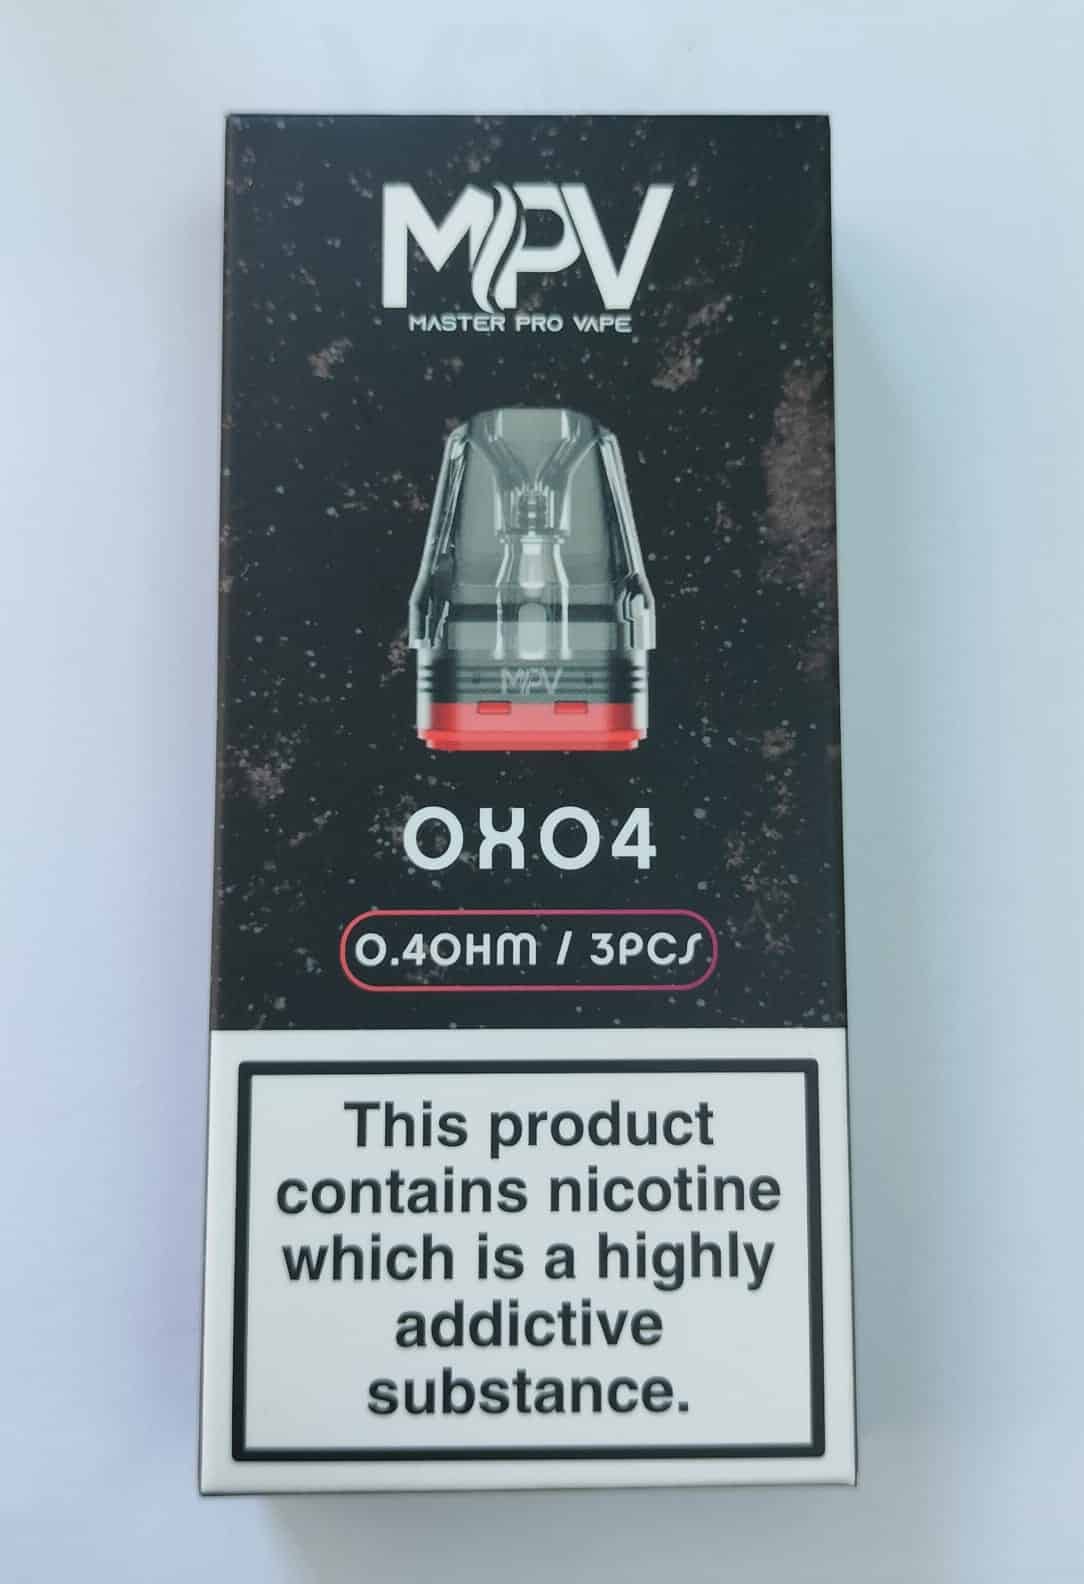 MPV
MASTER PRO VAPE
MPV
OXO4
0.4OHM / 3PCS
This product
contains nicotine
which is a highly
addictive
substance.